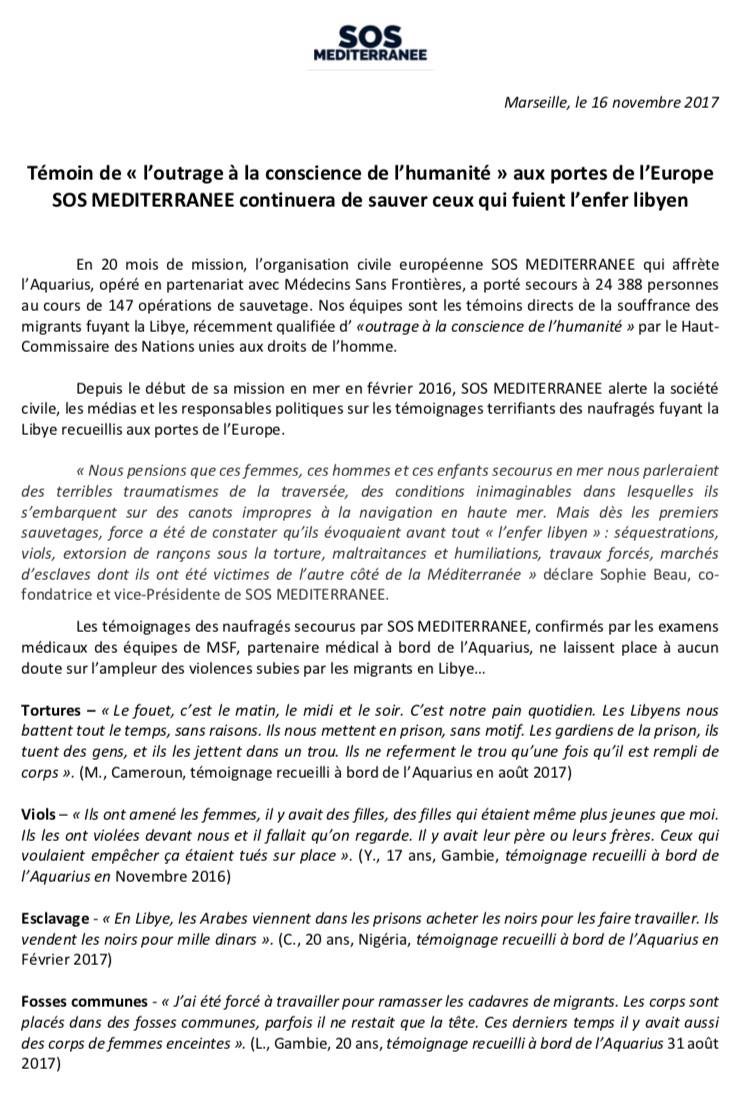 SOS
MEDITERRANEE
Marseille, le 16 novembre 2017
Témoin de « l’outrage à la conscience de l’humanité » aux portes de l’Europe
SOS MEDITERRANEE continuera de sauver ceux qui fuient l’enfer libyen
En 20 mois de mission, l’organisation civile européenne SOS MEDITERRANEE qui affrète
l’Aquarius, opéré en partenariat avec Médecins Sans Frontières, a porté secours à 24 388 personnes
au cours de 147 opérations de sauvetage. Nos équipes sont les témoins directs de la souffrance des
migrants fuyant la Libye, récemment qualifiée d’ «outrage à la conscience de l’humanité » par le Haut-
Commissaire des Nations unies aux droits de l’homme.
Depuis le début de sa mission en mer en février 2016, SOS MEDITERRANEE alerte la société
civile, les médias et les responsables politiques sur les témoignages terrifiants des naufragés fuyant la
Libye recueillis aux portes de l’Europe.
« Nous pensions que ces femmes, ces hommes et ces enfants secourus en mer nous parleraient
des terribles traumatismes de la traversée, des conditions inimaginables dans lesquelles ils
s’embarquent sur des canots impropres à la navigation en haute mer. Mais dès les premiers
sauvetages, force a été de constater qu’ils évoquaient avant tout « l’enfer libyen » : séquestrations,
viols, extorsion de rançons sous la torture, maltraitances et humiliations, travaux forcés, marchés
d’esclaves dont ils ont été victimes de l’autre côté de la Méditerranée » déclare Sophie Beau, co-
fondatrice et vice-Présidente de SOS MEDITERRANEE.
Les témoignages des naufragés secourus par SOS MEDITERRANEE, confirmés par les examens
médicaux des équipes de MSF, partenaire médical à bord de l’Aquarius, ne laissent place à aucun
doute sur l’ampleur des violences subies par les migrants en Libye…
Tortures – « Le fouet, c’est le matin, le midi et le soir. C’est notre pain quotidien. Les Libyens nous
battent tout le temps, sans raisons. Ils nous mettent en prison, sans motif. Les gardiens de la prison, ils
tuent des gens, et ils les jettent dans un trou. Ils ne referment le trou qu’une fois qu’il est rempli de
corps ». (M., Cameroun, témoignage recueilli à bord de l’Aquarius en août 2017)
Viols – « Ils ont amené les femmes, il y avait des filles, des filles qui étaient même plus jeunes que moi.
Ils les ont violées devant nous et il fallait qu’on regarde. Il y avait leur père ou leurs frères. Ceux qui
voulaient empêcher ça étaient tués sur place ». (Y., 17 ans, Gambie, témoignage recueilli à bord de
l’Aquarius en Novembre 2016)
Esclavage - « En Libye, les Arabes viennent dans les prisons acheter les noirs pour les faire travailler. Ils
vendent les noirs pour mille dinars ». (C., 20 ans, Nigéria, témoignage recueilli à bord de l’Aquarius en
Février 2017)
Fosses communes - « J’ai été forcé à travailler pour ramasser les cadavres de migrants. Les corps sont
placés dans des fosses communes, parfois il ne restait que la tête. Ces derniers temps il y avait aussi
des corps de femmes enceintes ». (L., Gambie, 20 ans, témoignage recueilli à bord de l’Aquarius 31 août
2017)